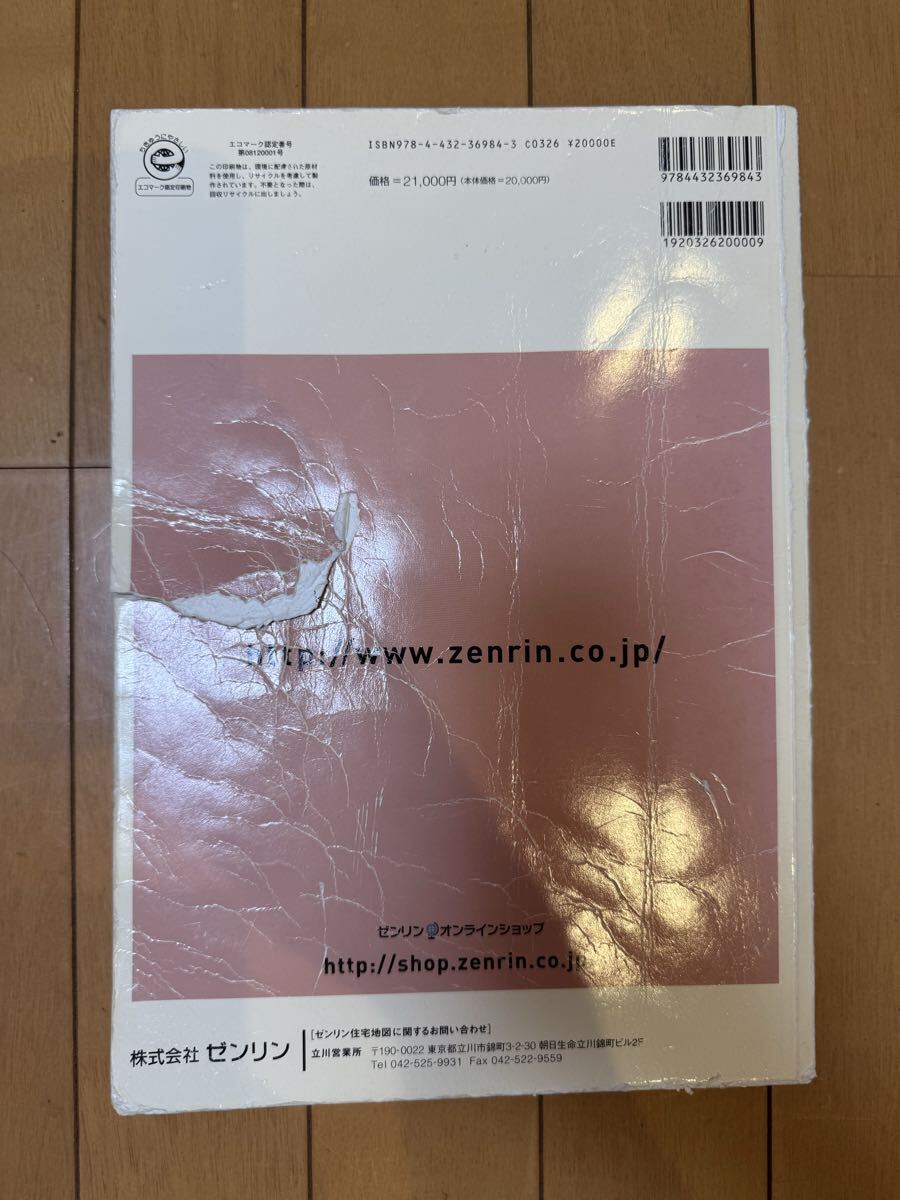 ちきゅうにやさしい
エコマーク認定印刷物
エコマーク認定番号
第08120001号
この印刷物は、環境に配慮された原材
料を使用し、リサイクルを考慮して製
作されています。不要となった際は、
回収リサイクルに出しましょう。
ISBN978-4-432-36984-3 C0326 ¥20000E
価格＝21,000円（本体価格＝20,000円）
9784432369843
1920326200009
http://www.zenrin.co.jp/
ゼンリン オンラインショップ
http://shop.zenrin.co.jp
株式会社 ゼンリン
[ゼンリン住宅地図に関するお問い合わせ]
立川営業所 〒190-0022 東京都立川市錦町3-2-30 朝日生命立川錦町ビル2F
Tel 042-525-9931 Fax 042-522-9559